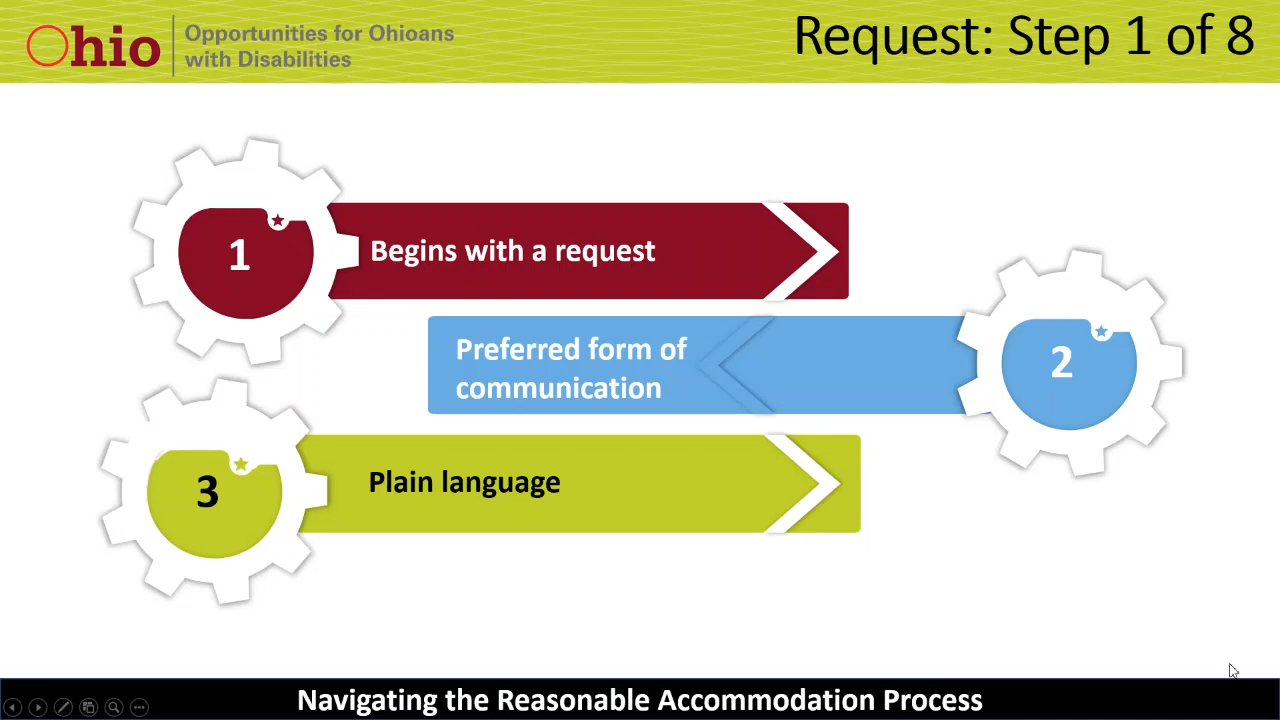 Ohio
Opportunities for Ohioans
with Disabilities
Request: Step 1 of 8
1
Begins with a request
Preferred form of
communication
2
3
Plain language
Navigating the Reasonable Accommodation Process